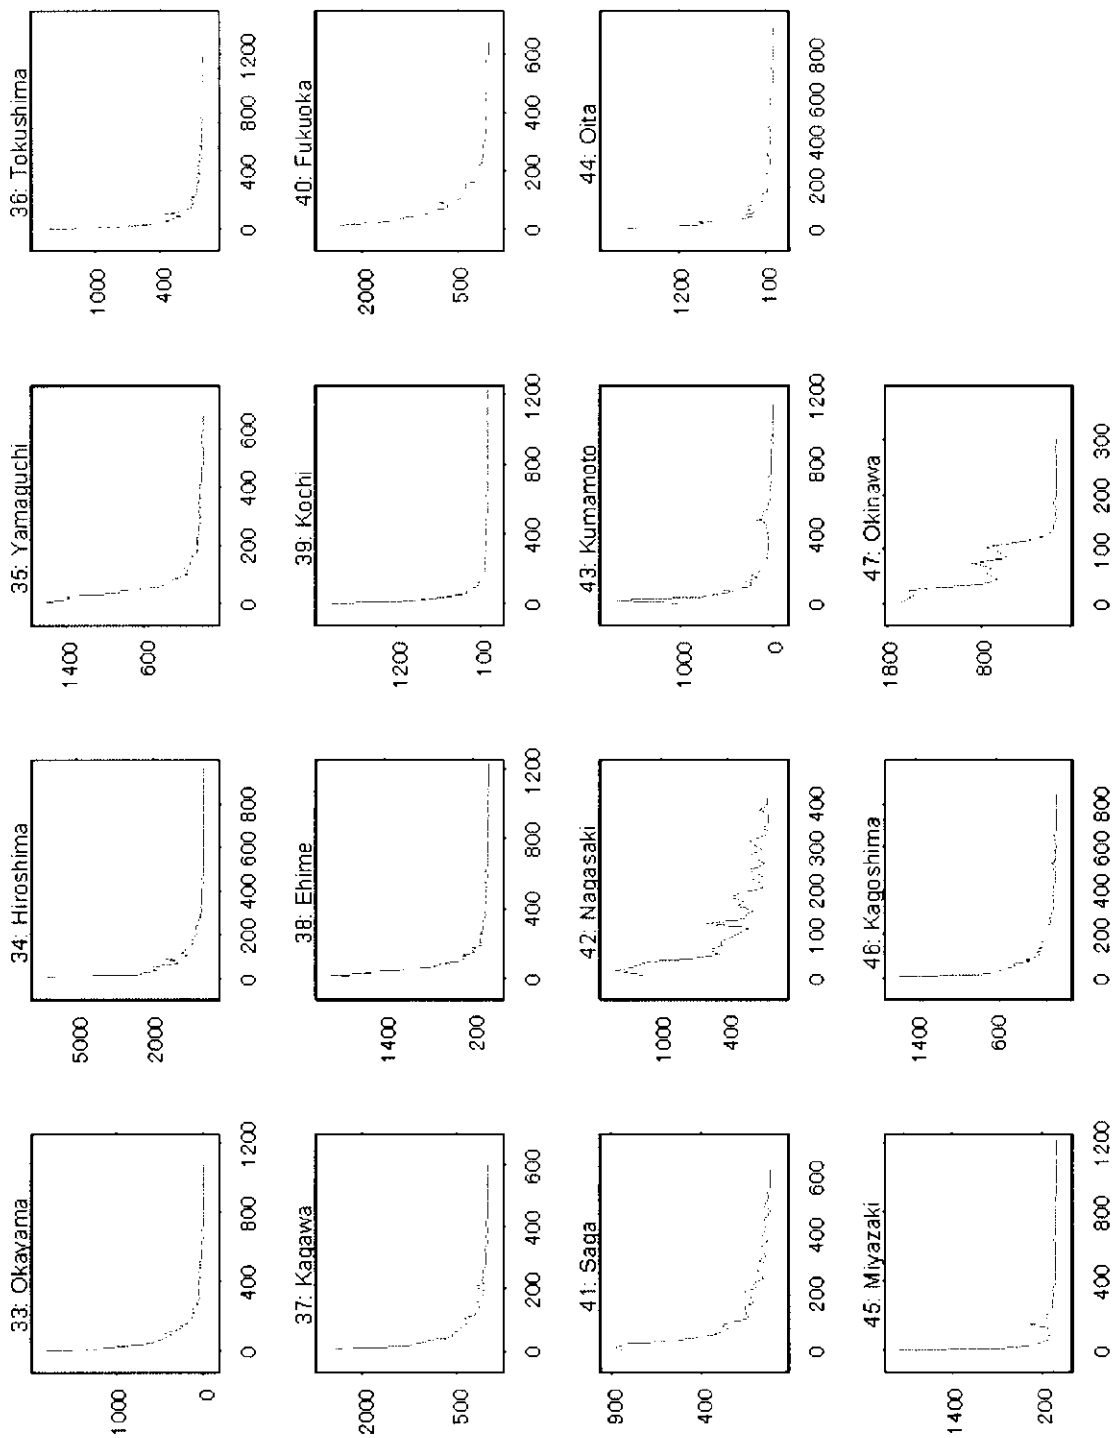 33: Okayama
1000
0
0 400 800 1200
34: Hiroshima
5000
2000
0 200 400 600 800
35: Yamaguchi
1400
600
0 200 400 600
36: Tokushima
1000
400
0 400 800 1200
37: Kagawa
2000
500
0 200 400 600
38: Ehime
1400
200
0 400 800 1200
39: Kochi
1200
100
0 400 800 1200
40: Fukuoka
2000
500
0 200 400 600
41: Saga
900
400
0 200 400 600
42: Nagasaki
1000
400
0 100 200 300 400
43: Kumamoto
1000
0
0 400 800 1200
44: Oita
1200
100
0 200 400 600 800
45: Miyazaki
1400
200
0 400 800 1200
46: Kagoshima
1400
600
0 200 400 600 800
47: Okinawa
1800
800
0 100 200 300